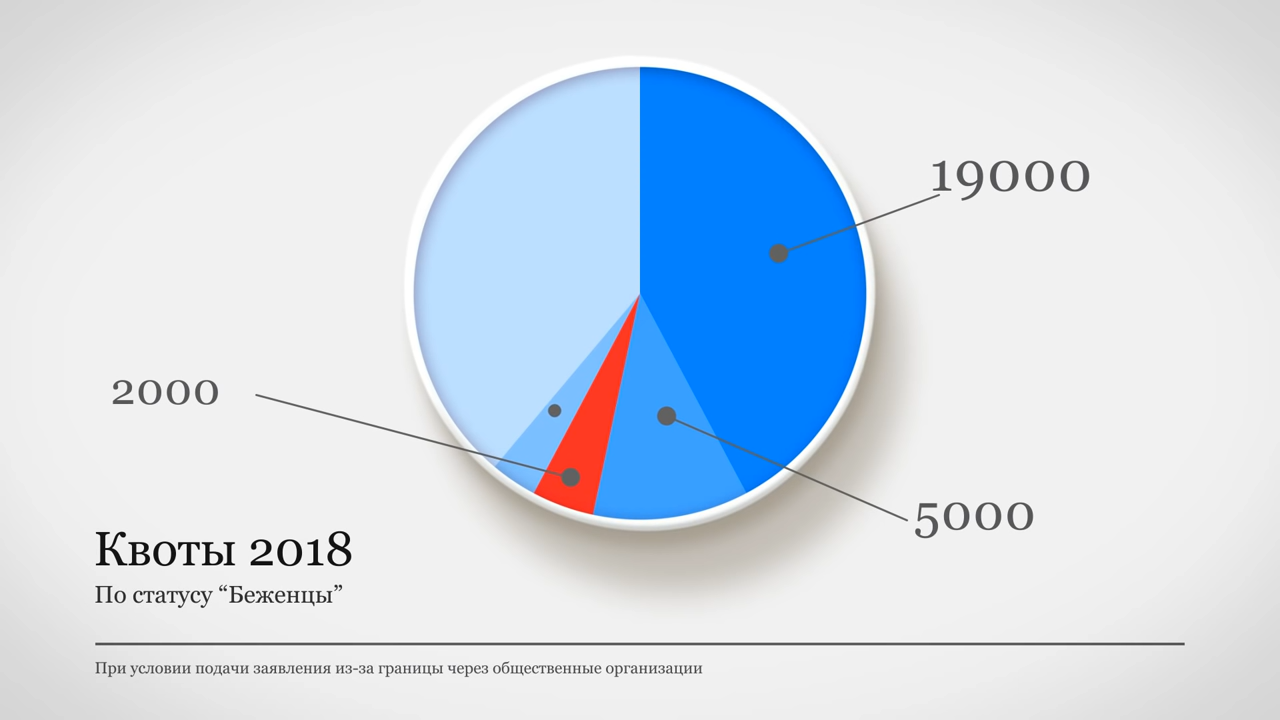 19000
2000
5000
Квоты 2018
По статусу “Беженцы”
При условии подачи заявления из-за границы через общественные организации